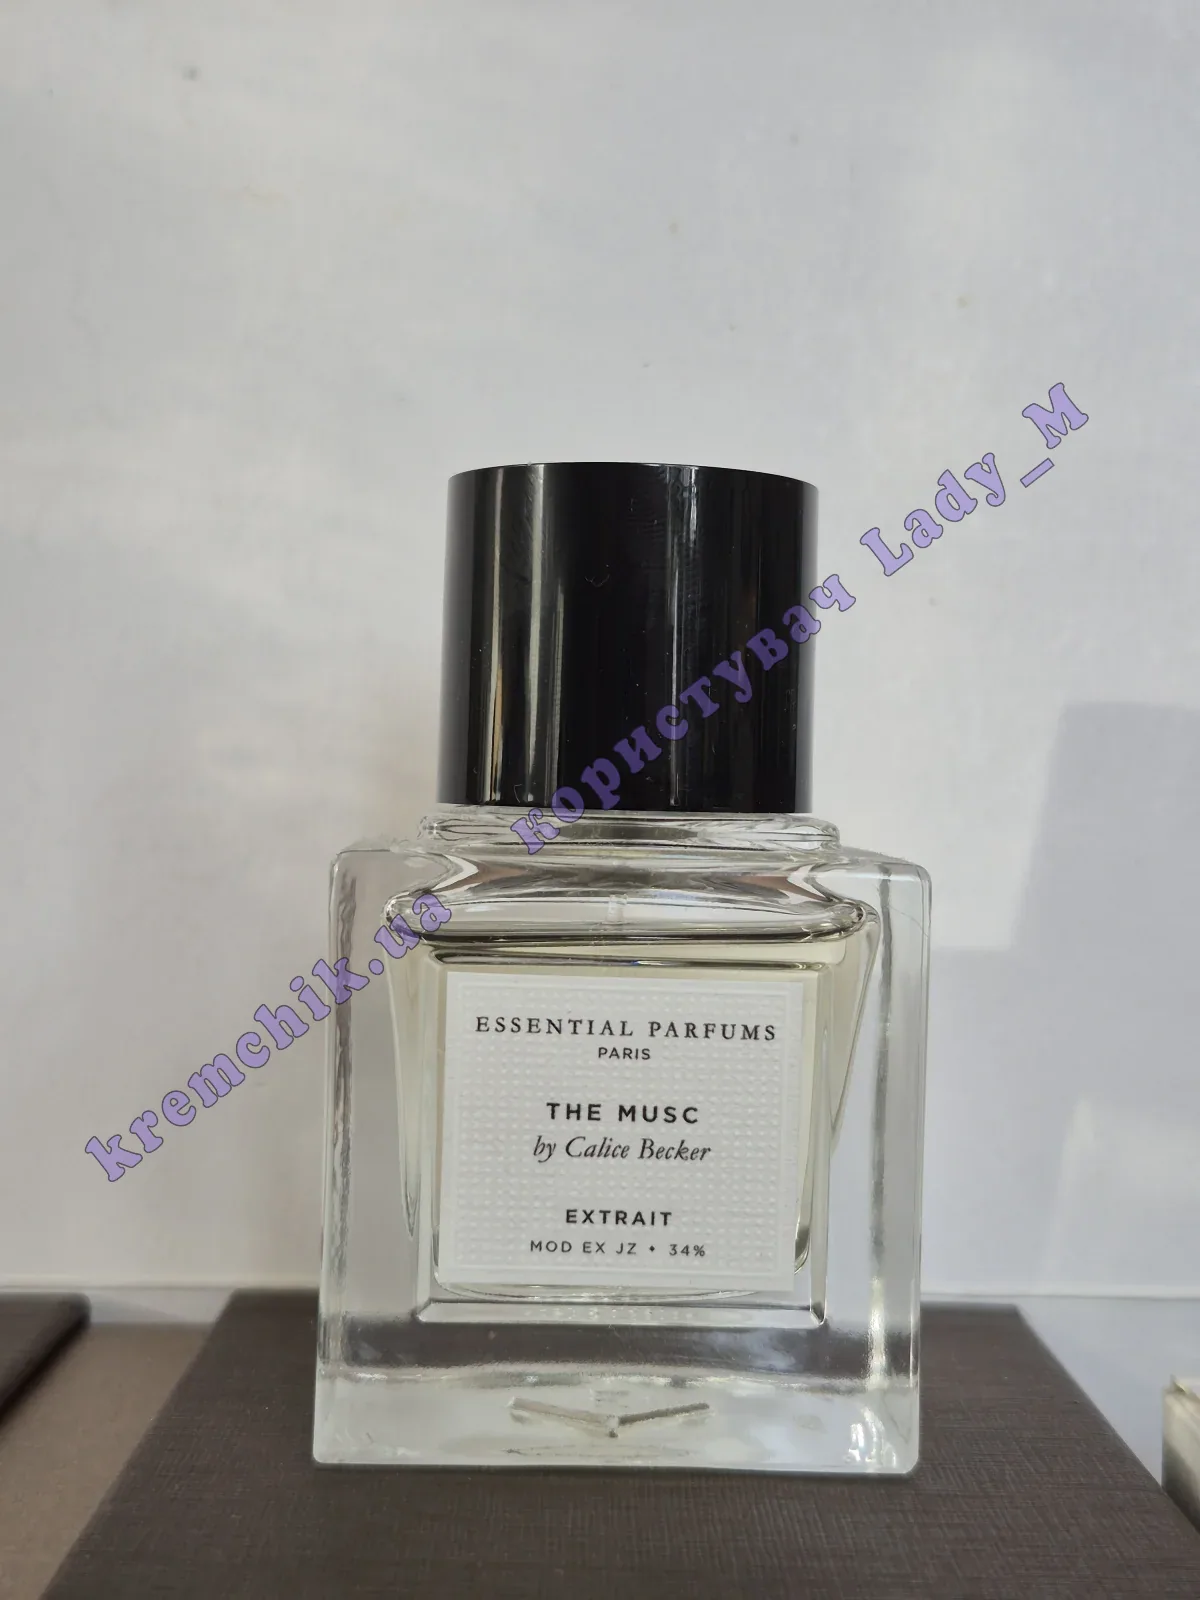 ESSENTIAL PARFUMS
PARIS
THE MUSC
by Calice Becker
EXTRAIT
MOD EX JZ • 34%
kremchik.ua користувач Lady_M